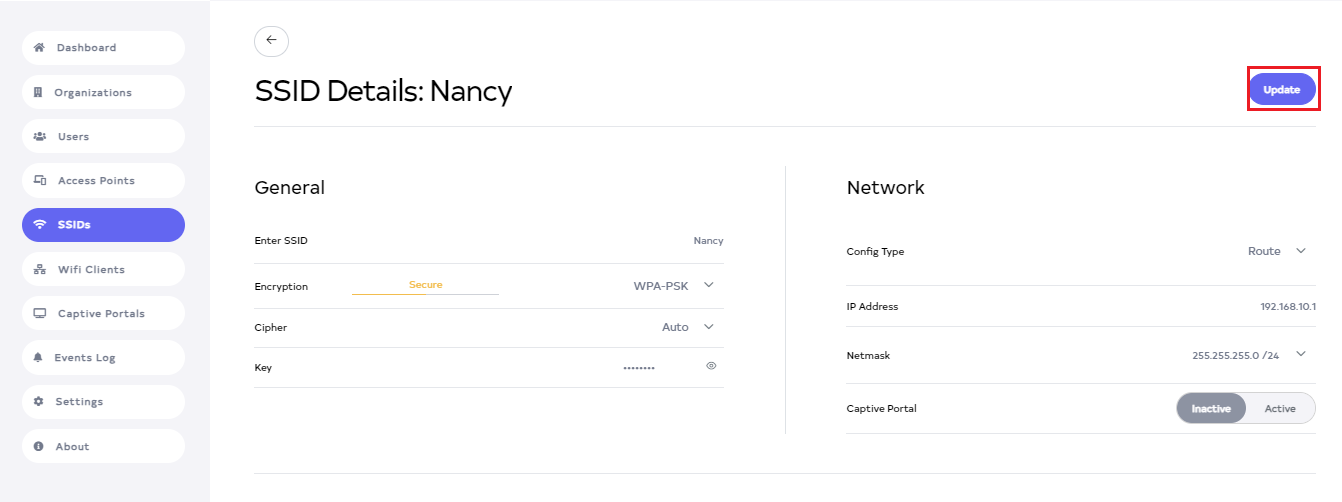 Dashboard
Organizations
Users
Access Points
SSIDs
Wifi Clients
Captive Portals
Events Log
Settings
About
SSID Details: Nancy
Update
General
Enter SSID Nancy
Encryption Secure WPA-PSK
Cipher Auto
Key ••••••••
Network
Config Type Route
IP Address 192.168.10.1
Netmask 255.255.255.0 /24
Captive Portal Inactive Active